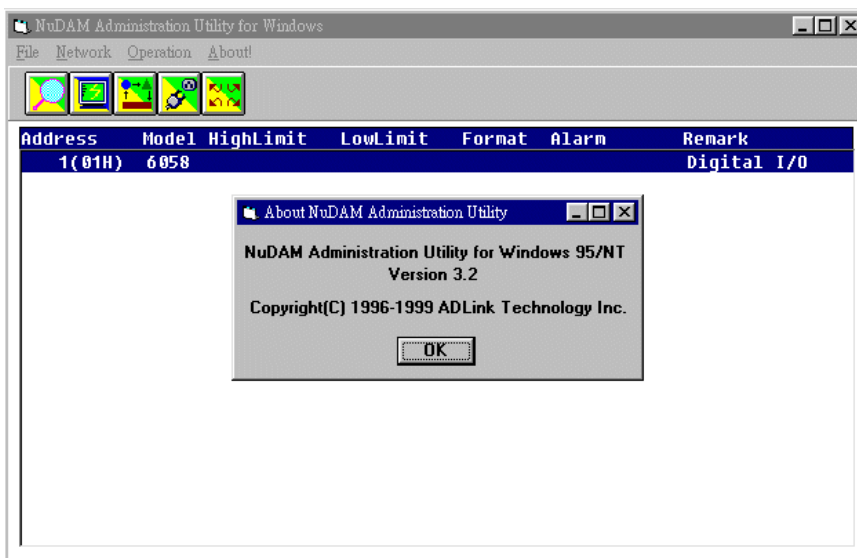 NuDAM Administration Utility for Windows
File Network Operation About!
Address Model HighLimit LowLimit Format Alarm Remark
1(01H) 6058 Digital I/O
About NuDAM Administration Utility
NuDAM Administration Utility for Windows 95/NT
Version 3.2
Copyright(C) 1996-1999 ADLink Technology Inc.
OK